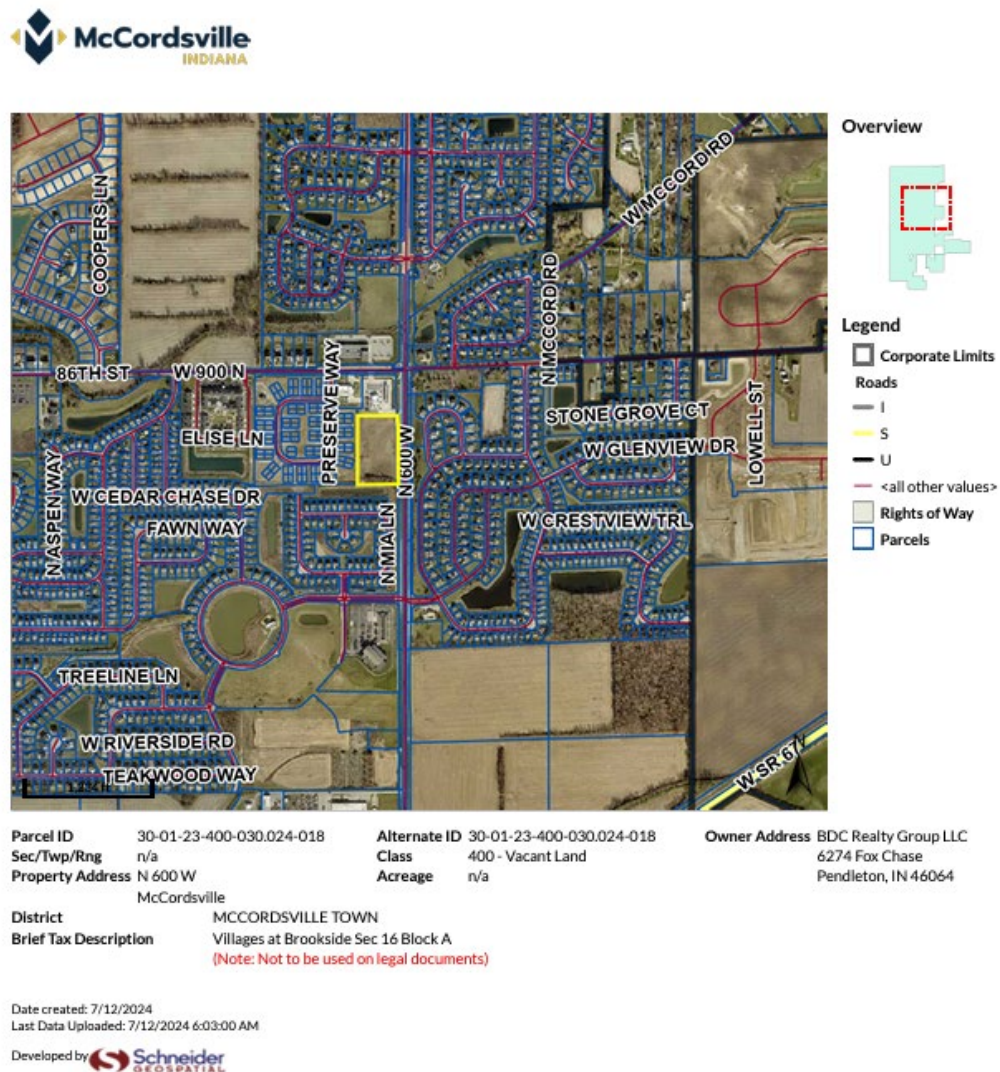 McCordsville
INDIANA
COOPERS LN
W MCCORD RD
N MCCORD RD
86TH ST
W 900 N
PRESERVE WAY
LOWELL ST
STONE GROVE CT
ELISE LN
W GLENVIEW DR
N 600 W
N ASPEN WAY
W CEDAR CHASE DR
FAWN WAY
N MIA LN
W CRESTVIEW TRL
TREELINE LN
W RIVERSIDE RD
TEAKWOOD WAY
W SR 67
Overview
Legend
Corporate Limits
Roads
I
S
U
<all other values>
Rights of Way
Parcels
Parcel ID 30-01-23-400-030.024-018 Alternate ID 30-01-23-400-030.024-018 Owner Address BDC Realty Group LLC
Sec/Twp/Rng n/a Class 400 - Vacant Land 6274 Fox Chase
Property Address N 600 W Acreage n/a Pendleton, IN 46064
McCordsville
District MCCORDSVILLE TOWN
Brief Tax Description Villages at Brookside Sec 16 Block A
(Note: Not to be used on legal documents)
Date created: 7/12/2024
Last Data Uploaded: 7/12/2024 6:03:00 AM
Developed by Schneider
GEOSPATIAL